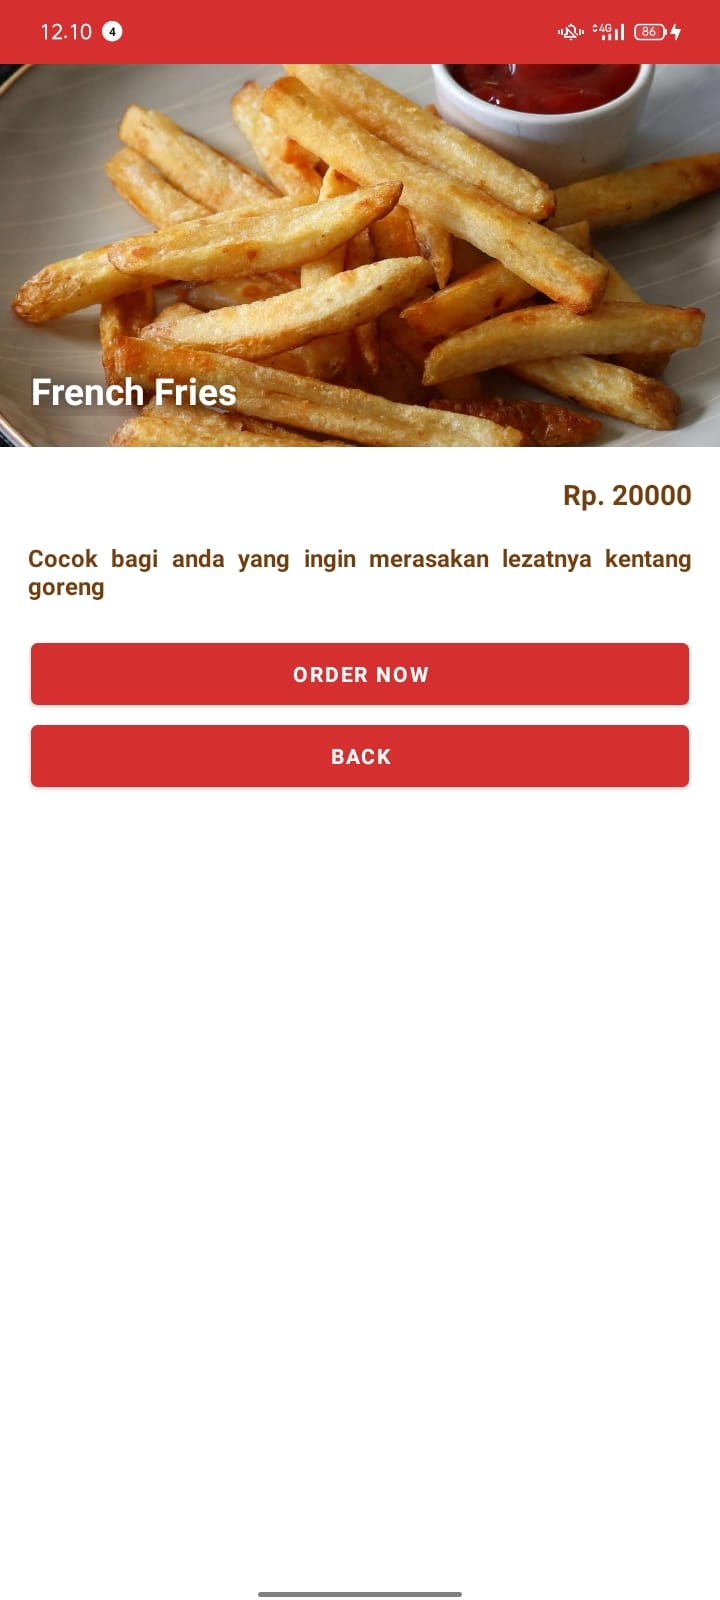 12.10 4 4G 86
French Fries
Rp. 20000
Cocok bagi anda yang ingin merasakan lezatnya kentang
goreng
ORDER NOW
BACK